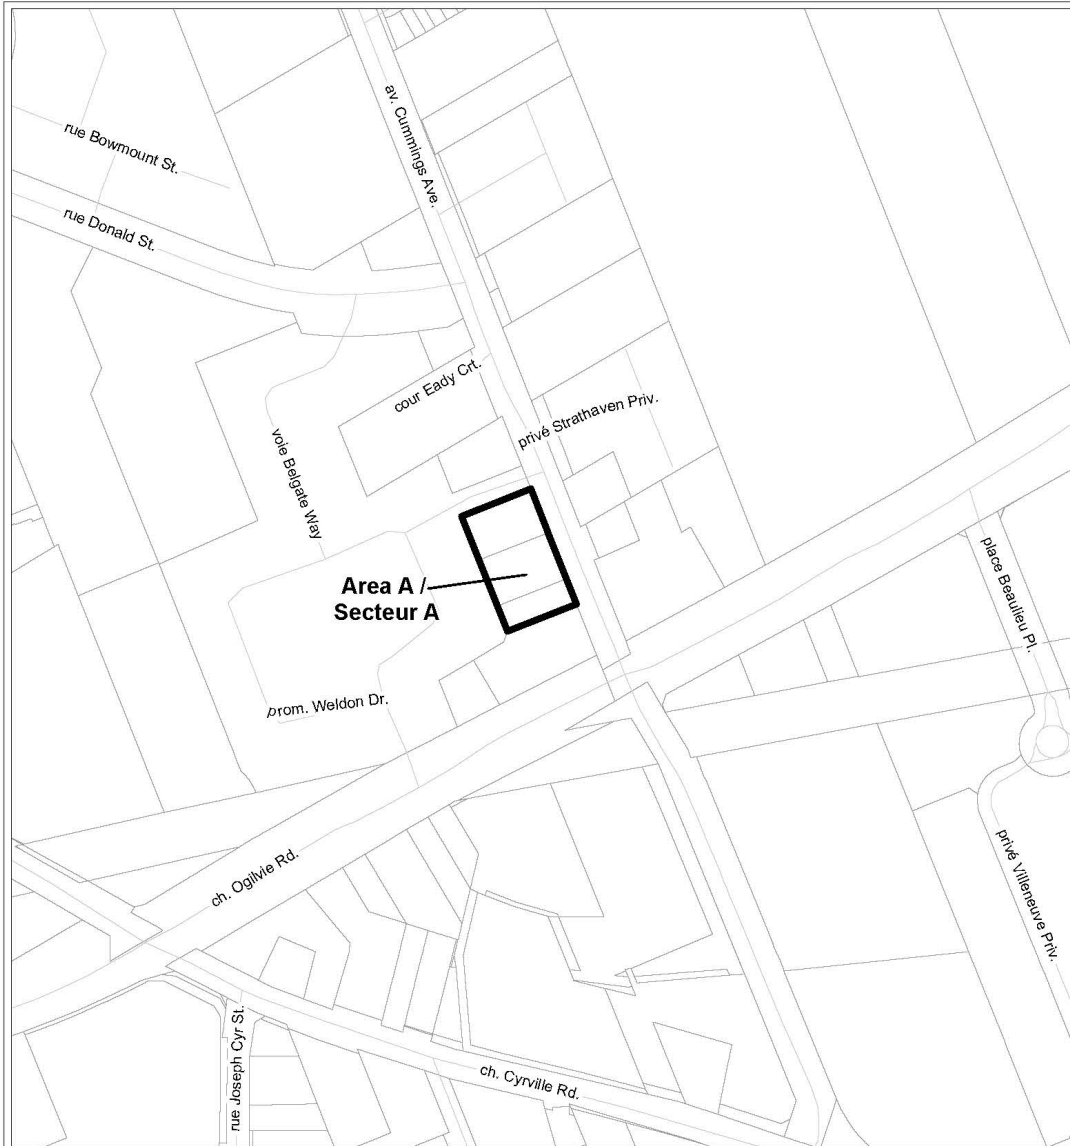 av. Cummings Ave.
rue Bowmount St.
rue Donald St.
cour Eady Crt.
privé Strathaven Priv.
voie Belgate Way
place Beaulieu Pl.
Area A /
Secteur A
prom. Weldon Dr.
ch. Ogilvie Rd.
privé Villeneuve Priv.
rue Joseph Cyr St.
ch. Cyrville Rd.